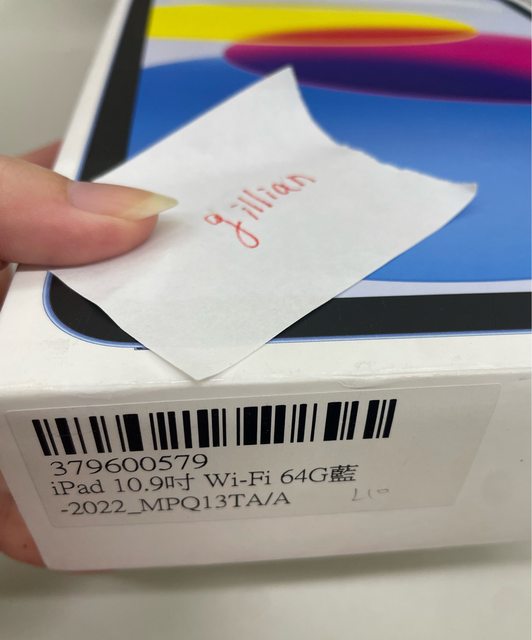 gillian
379600579
iPad 10.9吋 Wi-Fi 64G藍
-2022_MPQ13TA/A